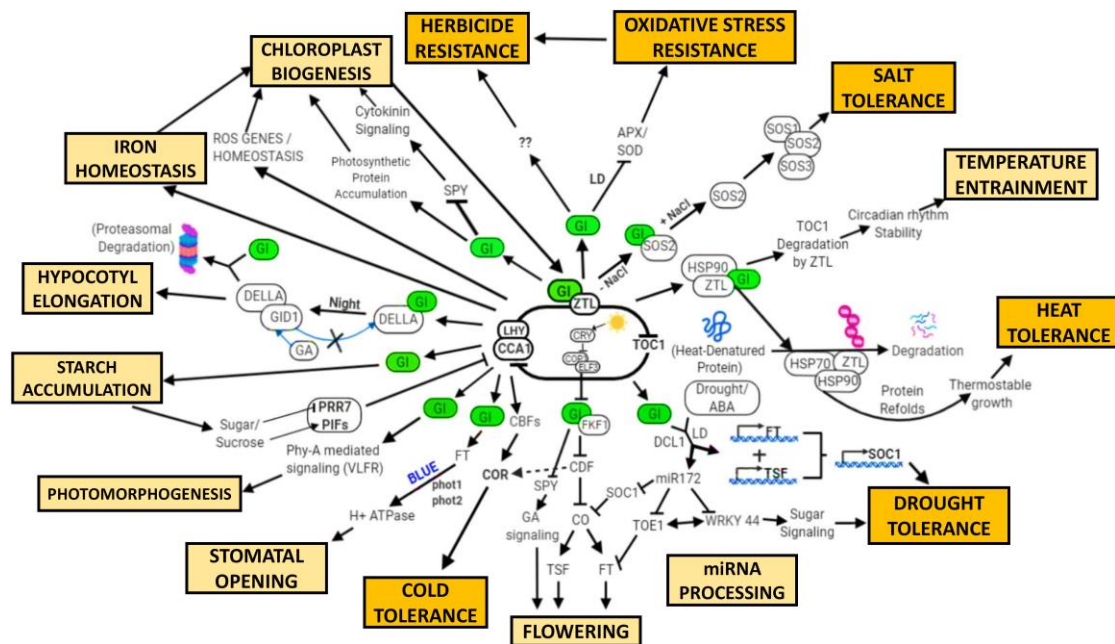 HERBICIDE
RESISTANCE
OXIDATIVE STRESS
RESISTANCE
CHLOROPLAST
BIOGENESIS
SALT
TOLERANCE
IRON
HOMEOSTASIS
ROS GENES /
HOMEOSTASIS
Cytokinin
Signaling
Photosynthetic
Protein
Accumulation
SPY
GI
??
LD
APX/
SOD
GI
SOS1
SOS2
SOS3
SOS2
+ NaCl
GI
SOS2
- NaCl
TEMPERATURE
ENTRAINMENT
Circadian rhythm
Stability
TOC1
Degradation
by ZTL
HSP90
ZTL
GI
(Proteasomal
Degradation)
GI
HYPOCOTYL
ELONGATION
DELLA
GID1
GA
Night
GI
DELLA
GI
ZTL
LHY
CCA1
CRY
COP1
ELF3
TOC1
(Heat-Denatured
Protein)
Degradation
HSP70
ZTL
HSP90
Protein
Refolds
Thermostable
growth
HEAT
TOLERANCE
STARCH
ACCUMULATION
GI
Sugar/
Sucrose
PRR7
PIFs
GI
Phy-A mediated
signaling (VLFR)
PHOTOMORPHOGENESIS
GI
FT
BLUE
phot1
phot2
H+ ATPase
STOMATAL
OPENING
CBFs
COR
COLD
TOLERANCE
GI
FKF1
CDF
SPY
GA
signaling
CO
TSF
FT
FLOWERING
GI
Drought/
ABA
DCL1
LD
miR172
SOC1
TOE1
WRKY 44
Sugar
Signaling
FT
+
TSF
SOC1
DROUGHT
TOLERANCE
miRNA
PROCESSING